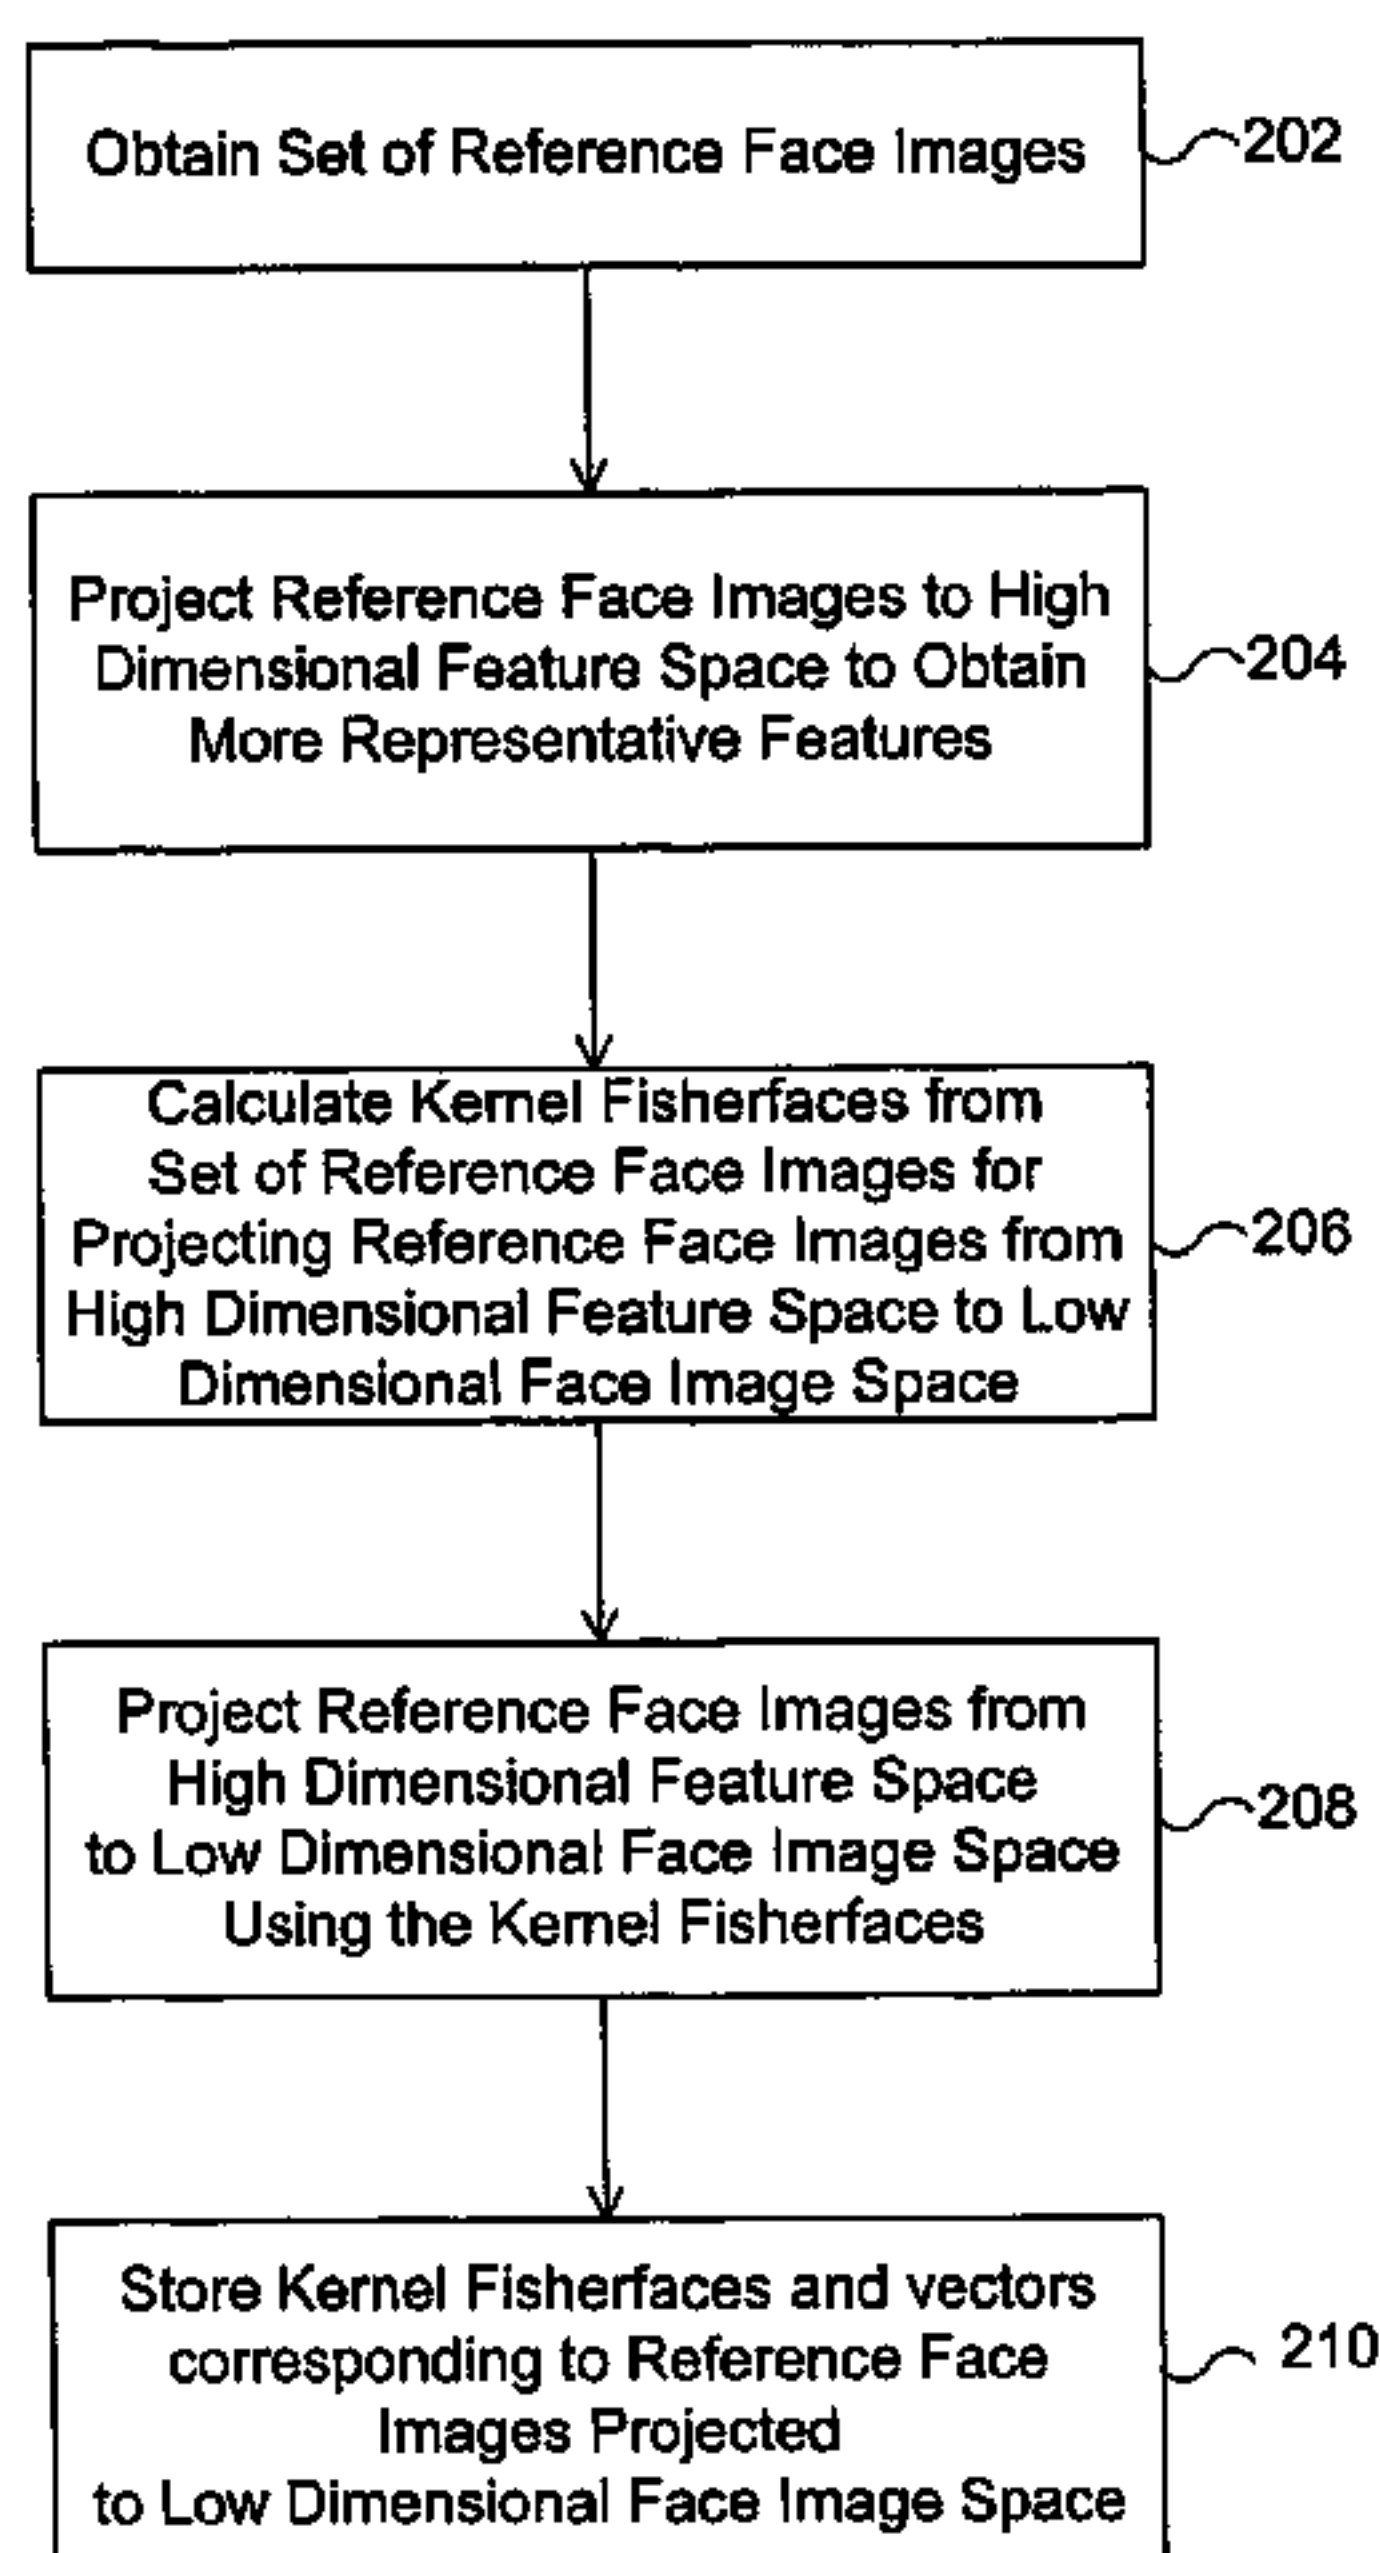 Obtain Set of Reference Face Images
202
Project Reference Face Images to High
Dimensional Feature Space to Obtain
More Representative Features
204
Calculate Kernel Fisherfaces from
Set of Reference Face Images for
Projecting Reference Face Images from
High Dimensional Feature Space to Low
Dimensional Face Image Space
206
Project Reference Face Images from
High Dimensional Feature Space
to Low Dimensional Face Image Space
Using the Kernel Fisherfaces
208
Store Kernel Fisherfaces and vectors
corresponding to Reference Face
Images Projected
to Low Dimensional Face Image Space
210